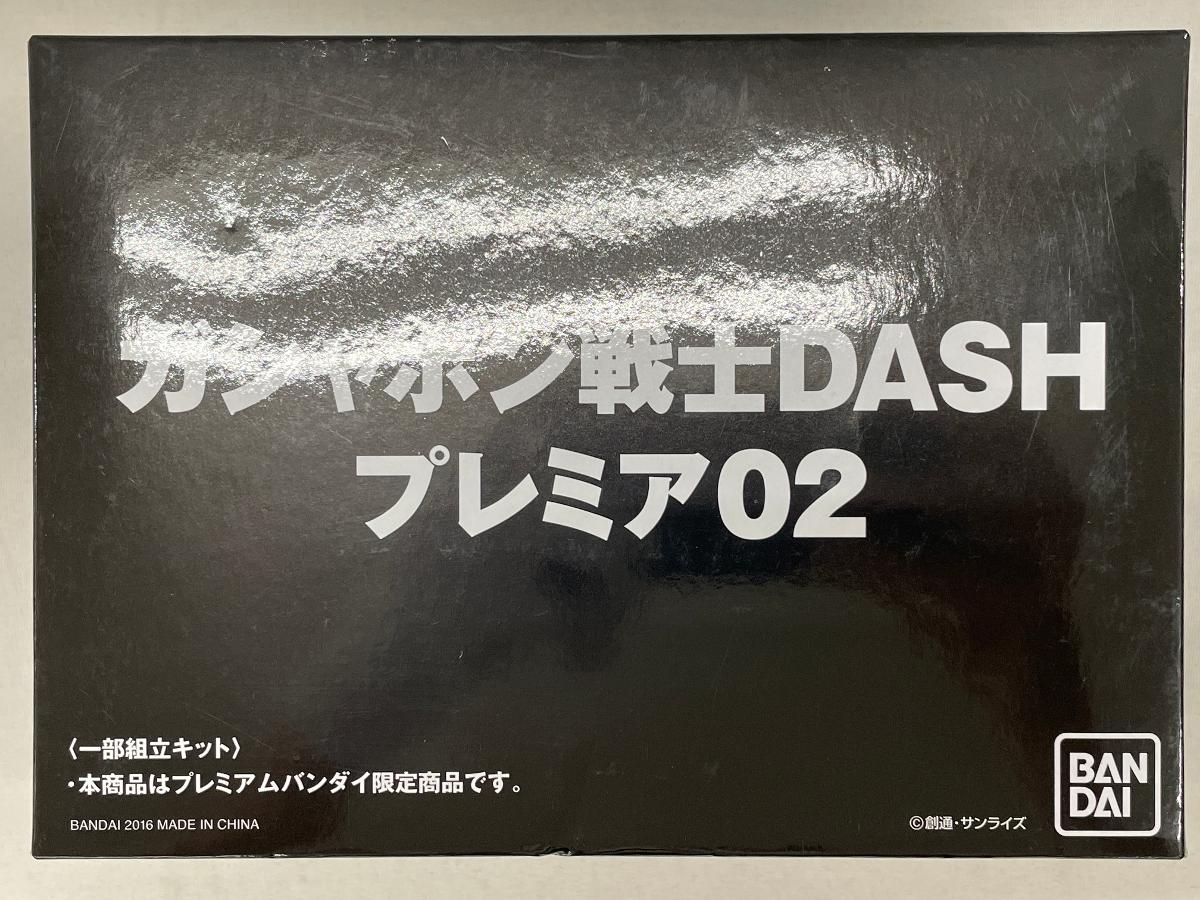 ガシャポン戦士DASH
プレミア02
〈一部組立キット〉
・本商品はプレミアムバンダイ限定商品です。
BANDAI 2016 MADE IN CHINA
©創通・サンライズ
BAN
DAI